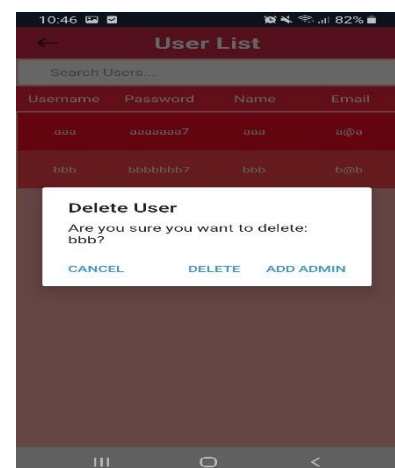 10:46 82%
User List
Search Users...
Username Password Name Email
aaa aaaaaaa7 aaa a@a
bbb bbbbbbb7 bbb b@b
Delete User
Are you sure you want to delete:
bbb?
CANCEL DELETE ADD ADMIN